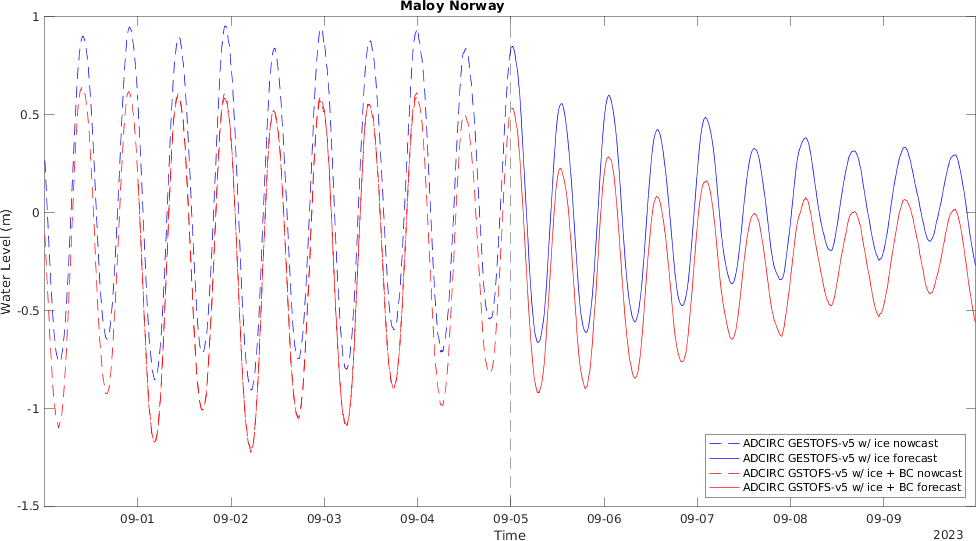 Maloy Norway
1
0.5
0
-0.5
-1
-1.5
Water Level (m)
ADCIRC GESTOFS-v5 w/ ice nowcast
ADCIRC GESTOFS-v5 w/ ice forecast
ADCIRC GSTOFS-v5 w/ ice + BC nowcast
ADCIRC GSTOFS-v5 w/ ice + BC forecast
09-01 09-02 09-03 09-04 09-05 09-06 09-07 09-08 09-09
Time
2023